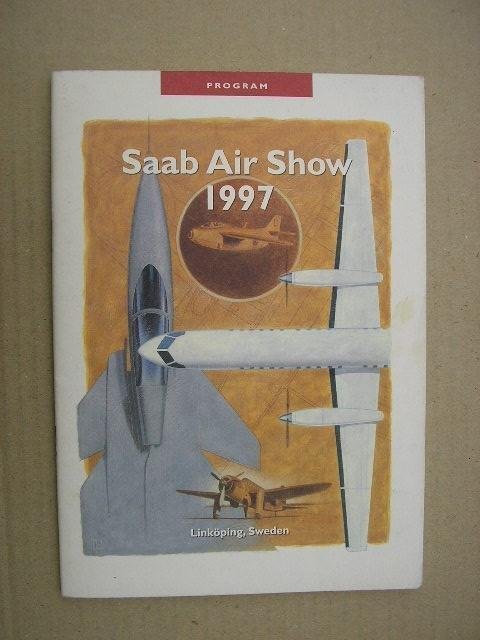 PROGRAM
Saab Air Show
1997
Linköping, Sweden